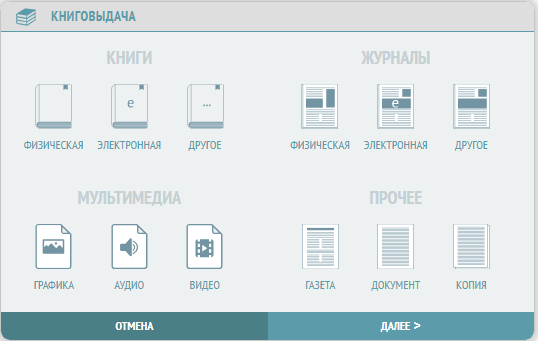 КНИГОВЫДАЧА
КНИГИ
ЖУРНАЛЫ
e
...
e
ФИЗИЧЕСКАЯ ЭЛЕКТРОННАЯ ДРУГОЕ
ФИЗИЧЕСКАЯ ЭЛЕКТРОННАЯ ДРУГОЕ
МУЛЬТИМЕДИА
ПРОЧЕЕ
ГРАФИКА АУДИО ВИДЕО
ГАЗЕТА ДОКУМЕНТ КОПИЯ
ОТМЕНА
ДАЛЕЕ >